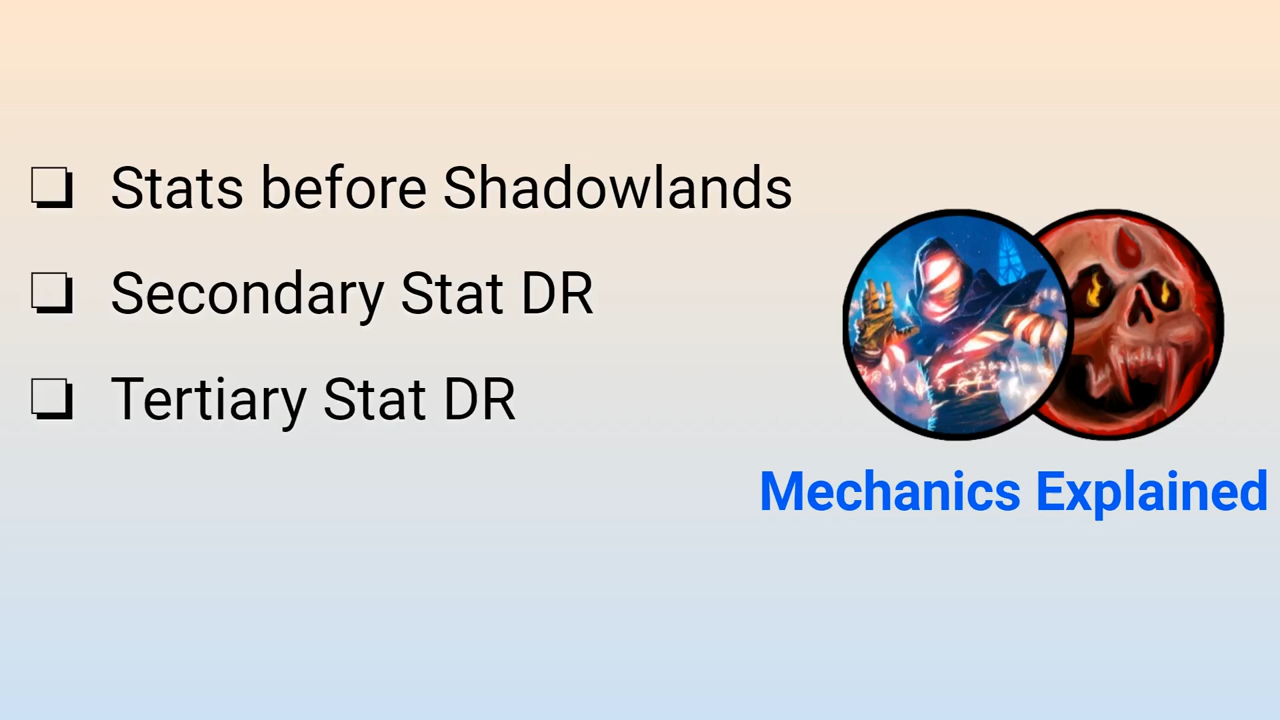 Stats before Shadowlands
Secondary Stat DR
Tertiary Stat DR
Mechanics Explained